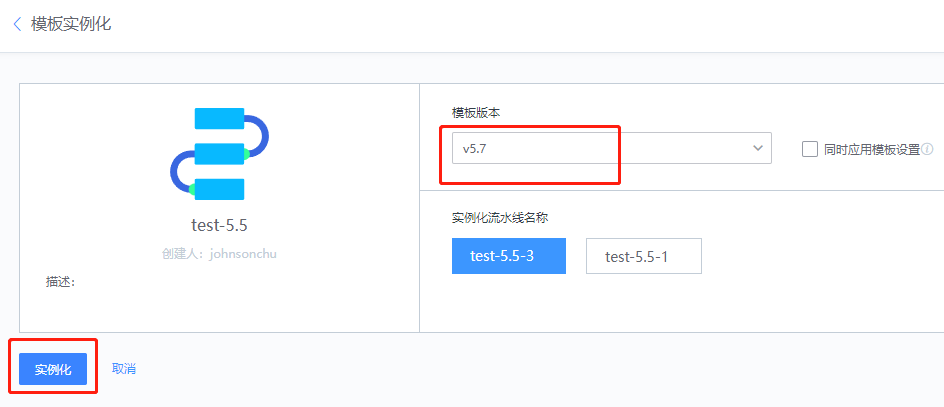 模板实例化
模板版本
v5.7
同时应用模板设置
test-5.5
创建人：johnsonchu
描述：
实例化流水线名称
test-5.5-3
test-5.5-1
实例化
取消